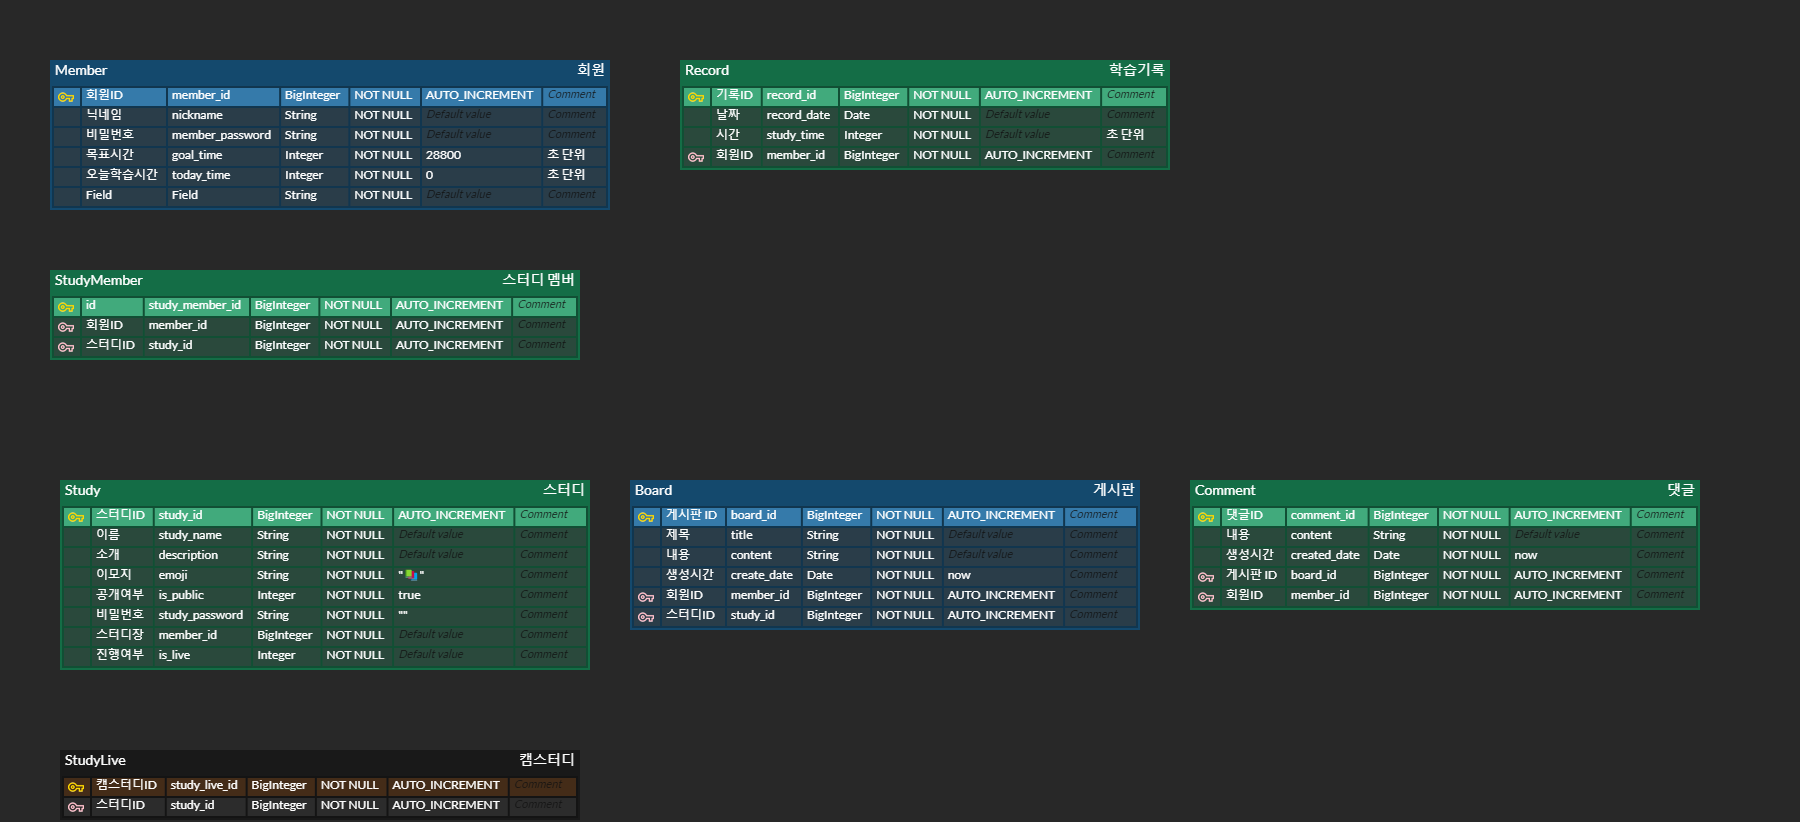 Member 회원
회원ID member_id BigInteger NOT NULL AUTO_INCREMENT Comment
닉네임 nickname String NOT NULL Default value Comment
비밀번호 member_password String NOT NULL Default value Comment
목표시간 goal_time Integer NOT NULL 28800 초 단위
오늘학습시간 today_time Integer NOT NULL 0 초 단위
Field Field String NOT NULL Default value Comment
Record 학습기록
기록ID record_id BigInteger NOT NULL AUTO_INCREMENT Comment
날짜 record_date Date NOT NULL Default value Comment
시간 study_time Integer NOT NULL Default value 초 단위
회원ID member_id BigInteger NOT NULL AUTO_INCREMENT Comment
StudyMember 스터디 멤버
id study_member_id BigInteger NOT NULL AUTO_INCREMENT Comment
회원ID member_id BigInteger NOT NULL AUTO_INCREMENT Comment
스터디ID study_id BigInteger NOT NULL AUTO_INCREMENT Comment
Study 스터디
스터디ID study_id BigInteger NOT NULL AUTO_INCREMENT Comment
이름 study_name String NOT NULL Default value Comment
소개 description String NOT NULL Default value Comment
이모지 emoji String NOT NULL "📚" Comment
공개여부 is_public Integer NOT NULL true Comment
비밀번호 study_password String NOT NULL "" Comment
스터디장 member_id BigInteger NOT NULL Default value Comment
진행여부 is_live Integer NOT NULL Default value Comment
Board 게시판
게시판 ID board_id BigInteger NOT NULL AUTO_INCREMENT Comment
제목 title String NOT NULL Default value Comment
내용 content String NOT NULL Default value Comment
생성시간 create_date Date NOT NULL now Comment
회원ID member_id BigInteger NOT NULL AUTO_INCREMENT Comment
스터디ID study_id BigInteger NOT NULL AUTO_INCREMENT Comment
Comment 댓글
댓글ID comment_id BigInteger NOT NULL AUTO_INCREMENT Comment
내용 content String NOT NULL Default value Comment
생성시간 created_date Date NOT NULL now Comment
게시판 ID board_id BigInteger NOT NULL AUTO_INCREMENT Comment
회원ID member_id BigInteger NOT NULL AUTO_INCREMENT Comment
StudyLive 캠스터디
캠스터디ID study_live_id BigInteger NOT NULL AUTO_INCREMENT Comment
스터디ID study_id BigInteger NOT NULL AUTO_INCREMENT Comment